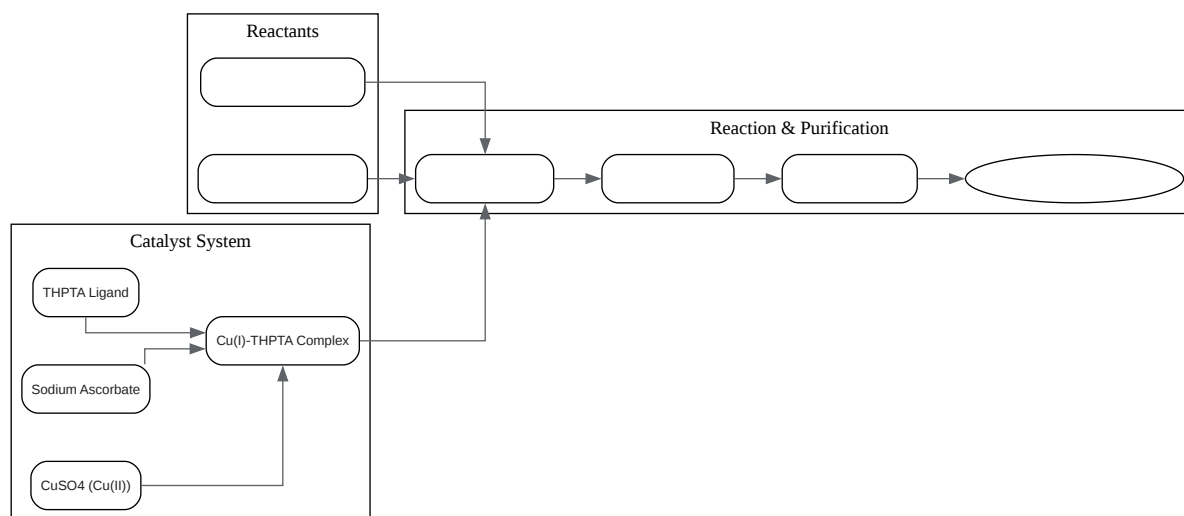 Reactants
Reaction & Purification
Catalyst System
THPTA Ligand
Cu(I)-THPTA Complex
Sodium Ascorbate
CuSO4 (Cu(II))